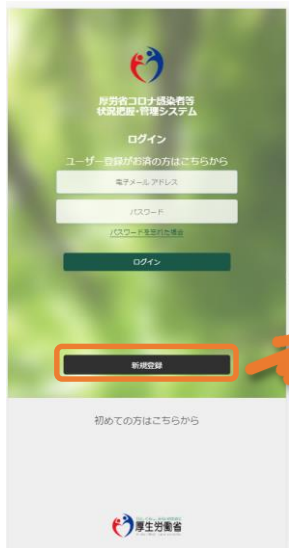 厚労省コロナ感染者等
状況把握・管理システム
ログイン
ユーザー登録がお済の方はこちらから
電子メール アドレス
パスワード
パスワードを忘れた場合
ログイン
新規登録
初めての方はこちらから
厚生労働省